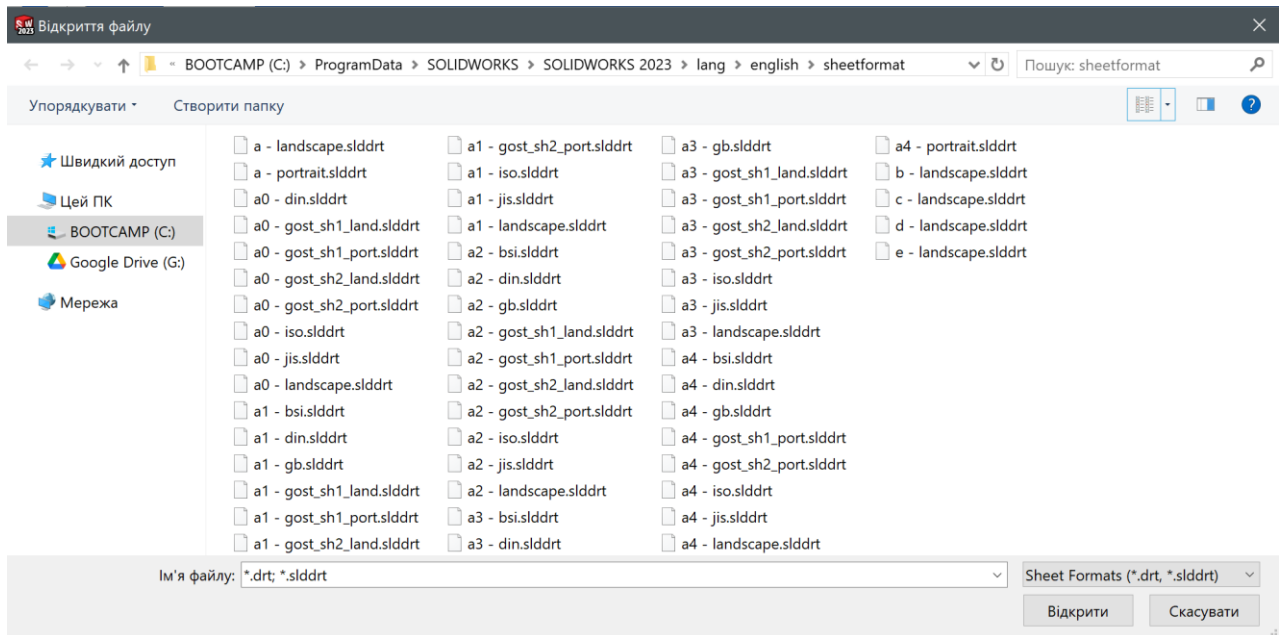 SW 2023 Відкриття файлу
« BOOTCAMP (C:) > ProgramData > SOLIDWORKS > SOLIDWORKS 2023 > lang > english > sheetformat
Пошук: sheetformat
Упорядкувати Створити папку
Швидкий доступ
Цей ПК
BOOTCAMP (C:)
Google Drive (G:)
Мережа
a - landscape.slddrt
a - portrait.slddrt
a0 - din.slddrt
a0 - gost_sh1_land.slddrt
a0 - gost_sh1_port.slddrt
a0 - gost_sh2_land.slddrt
a0 - gost_sh2_port.slddrt
a0 - iso.slddrt
a0 - jis.slddrt
a0 - landscape.slddrt
a1 - bsi.slddrt
a1 - din.slddrt
a1 - gb.slddrt
a1 - gost_sh1_land.slddrt
a1 - gost_sh1_port.slddrt
a1 - gost_sh2_land.slddrt
a1 - gost_sh2_port.slddrt
a1 - iso.slddrt
a1 - jis.slddrt
a1 - landscape.slddrt
a2 - bsi.slddrt
a2 - din.slddrt
a2 - gb.slddrt
a2 - gost_sh1_land.slddrt
a2 - gost_sh1_port.slddrt
a2 - gost_sh2_land.slddrt
a2 - gost_sh2_port.slddrt
a2 - iso.slddrt
a2 - jis.slddrt
a2 - landscape.slddrt
a3 - bsi.slddrt
a3 - din.slddrt
a3 - gb.slddrt
a3 - gost_sh1_land.slddrt
a3 - gost_sh1_port.slddrt
a3 - gost_sh2_land.slddrt
a3 - gost_sh2_port.slddrt
a3 - iso.slddrt
a3 - jis.slddrt
a3 - landscape.slddrt
a4 - bsi.slddrt
a4 - din.slddrt
a4 - gb.slddrt
a4 - gost_sh1_port.slddrt
a4 - gost_sh2_port.slddrt
a4 - iso.slddrt
a4 - jis.slddrt
a4 - landscape.slddrt
a4 - portrait.slddrt
b - landscape.slddrt
c - landscape.slddrt
d - landscape.slddrt
e - landscape.slddrt
Ім'я файлу: *.drt; *.slddrt
Sheet Formats (*.drt, *.slddrt)
Відкрити Скасувати